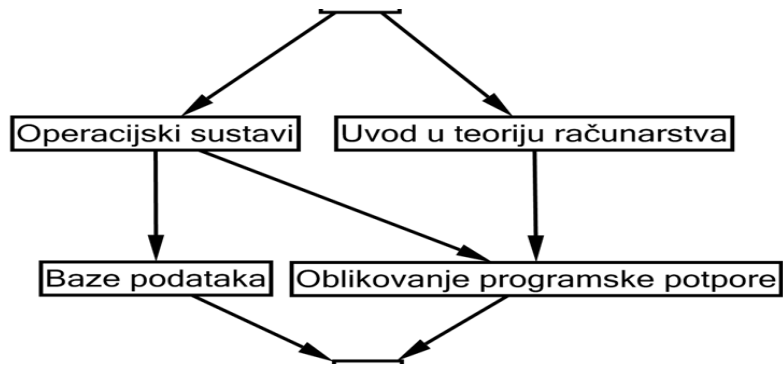 Operacijski sustavi
Uvod u teoriju računarstva
Baze podataka
Oblikovanje programske potpore